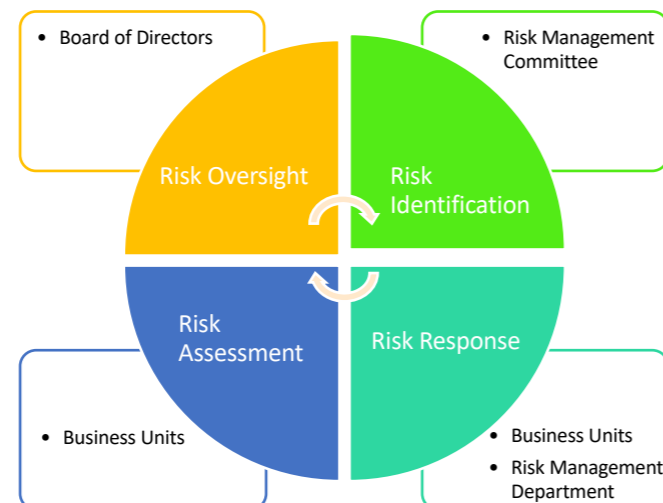 • Board of Directors
• Risk Management
Committee
Risk Oversight
Risk
Identification
Risk
Assessment
Risk Response
• Business Units
• Business Units
• Risk Management
Department